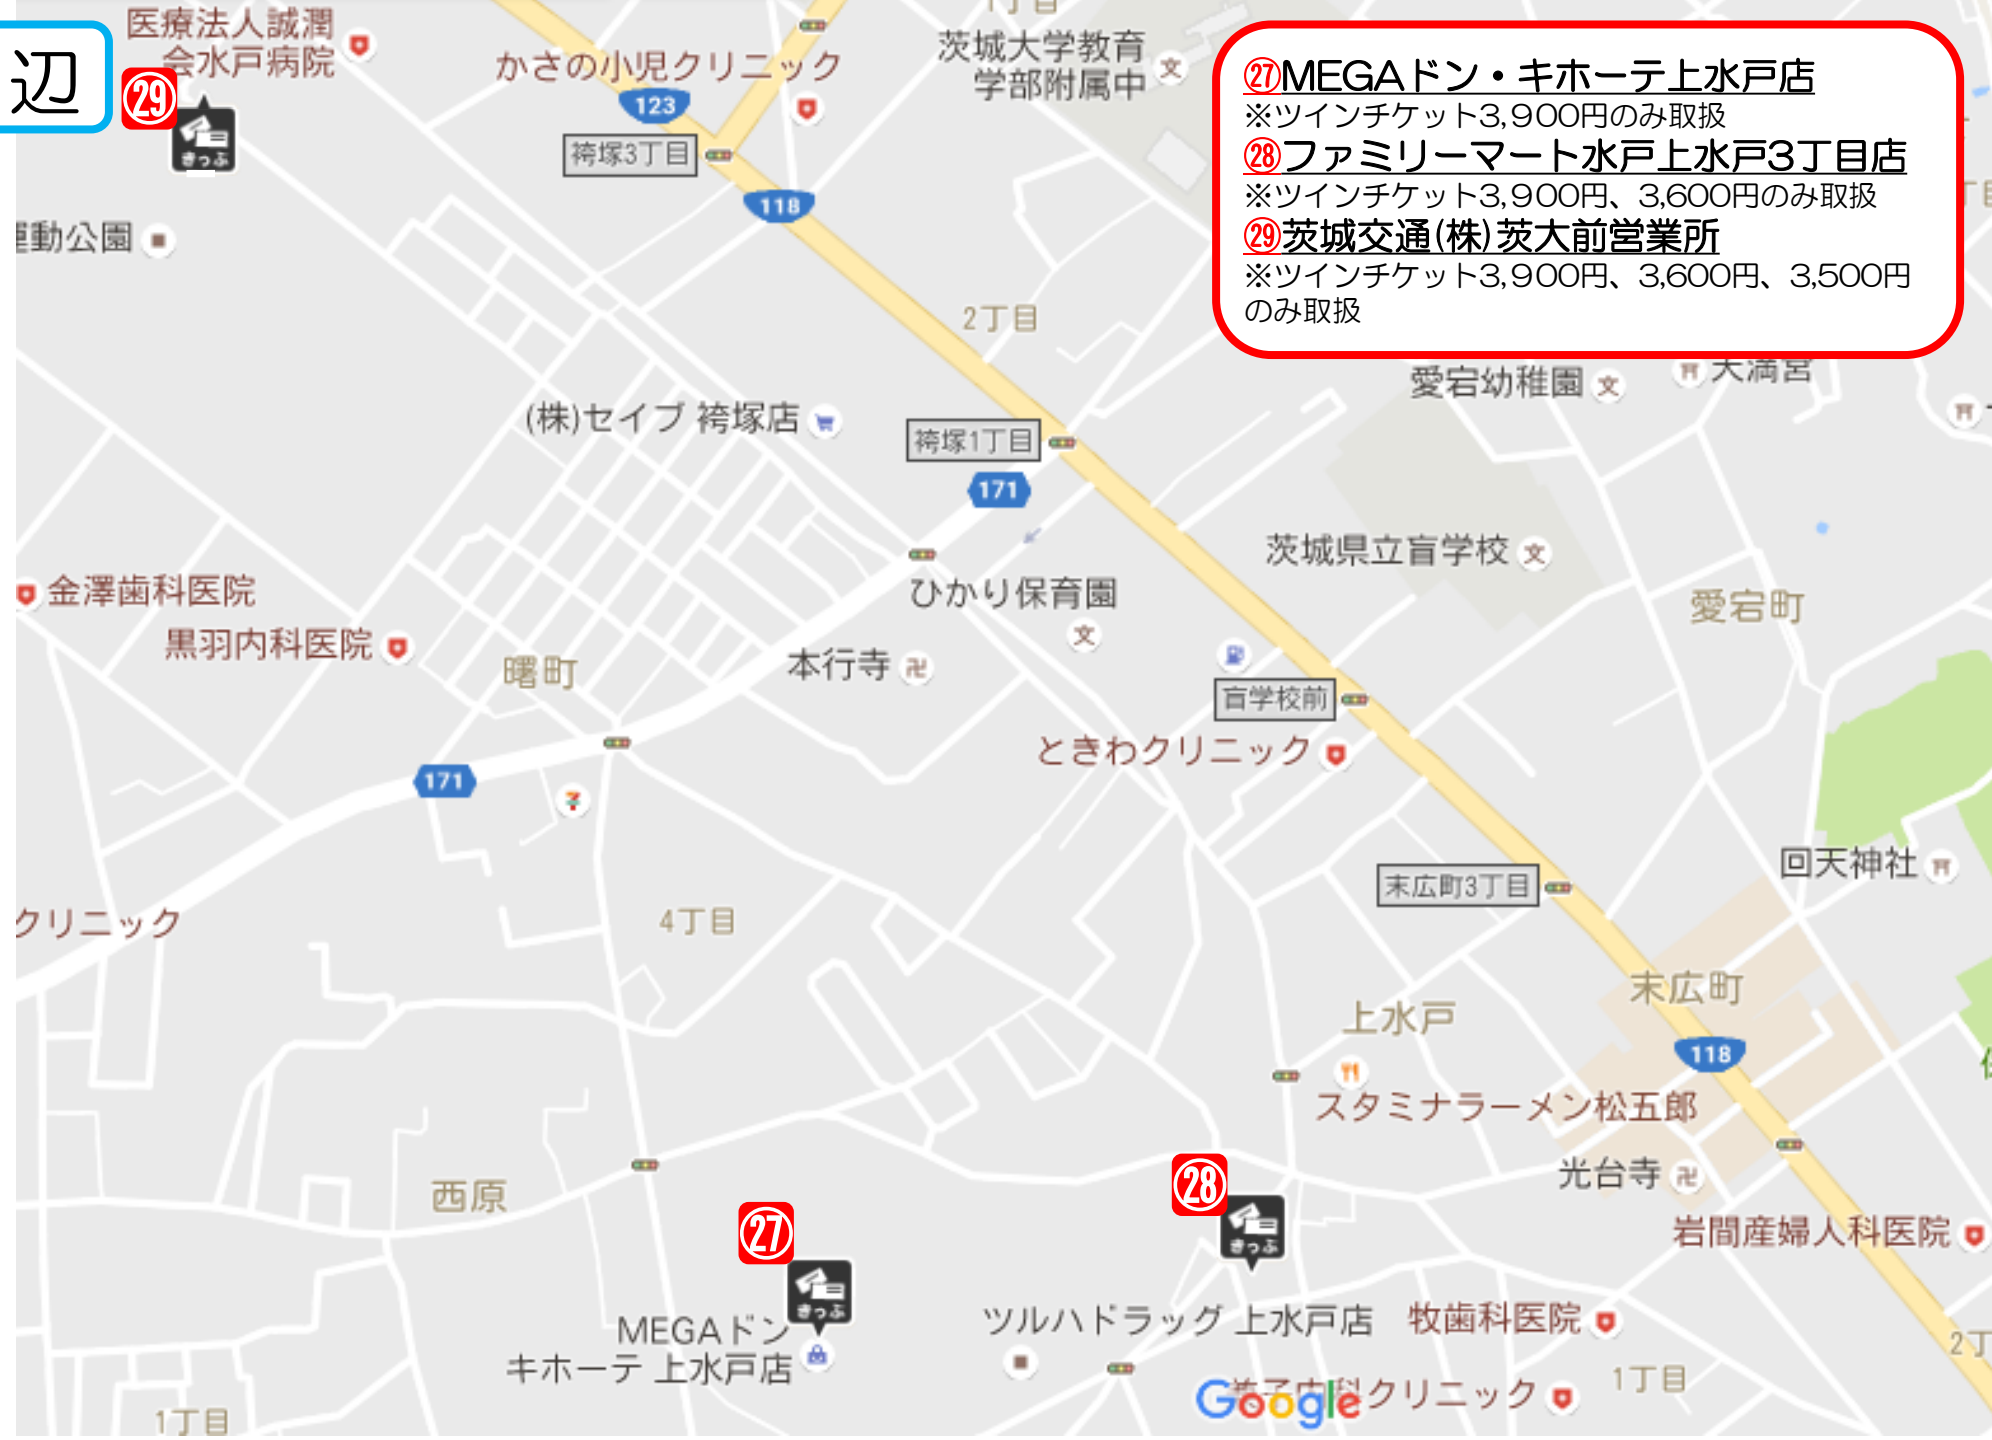 辺
㉗MEGAドン・キホーテ上水戸店
※ツインチケット3,900円のみ取扱
㉘ファミリーマート水戸上水戸3丁目店
※ツインチケット3,900円、3,600円のみ取扱
㉙茨城交通(株)茨大前営業所
※ツインチケット3,900円、3,600円、3,500円
のみ取扱
医療法人誠潤
会水戸病院
㉙
きっぷ
かさの小児クリニック
茨城大学教育
学部附属中
1丁目
123
袴塚3丁目
118
動公園
2丁目
愛宕幼稚園
天満宮
(株)セイブ 袴塚店
袴塚1丁目
171
茨城県立盲学校
金澤歯科医院
ひかり保育園
愛宕町
黒羽内科医院
曙町
本行寺
盲学校前
ときわクリニック
171
回天神社
末広町3丁目
クリニック
4丁目
末広町
上水戸
118
スタミナラーメン松五郎
光台寺
西原
㉘
きっぷ
㉗
きっぷ
岩間産婦人科医院
MEGAドン
キホーテ 上水戸店
ツルハドラッグ 上水戸店
牧歯科医院
2丁
1丁目
Google
クリニック
1丁目